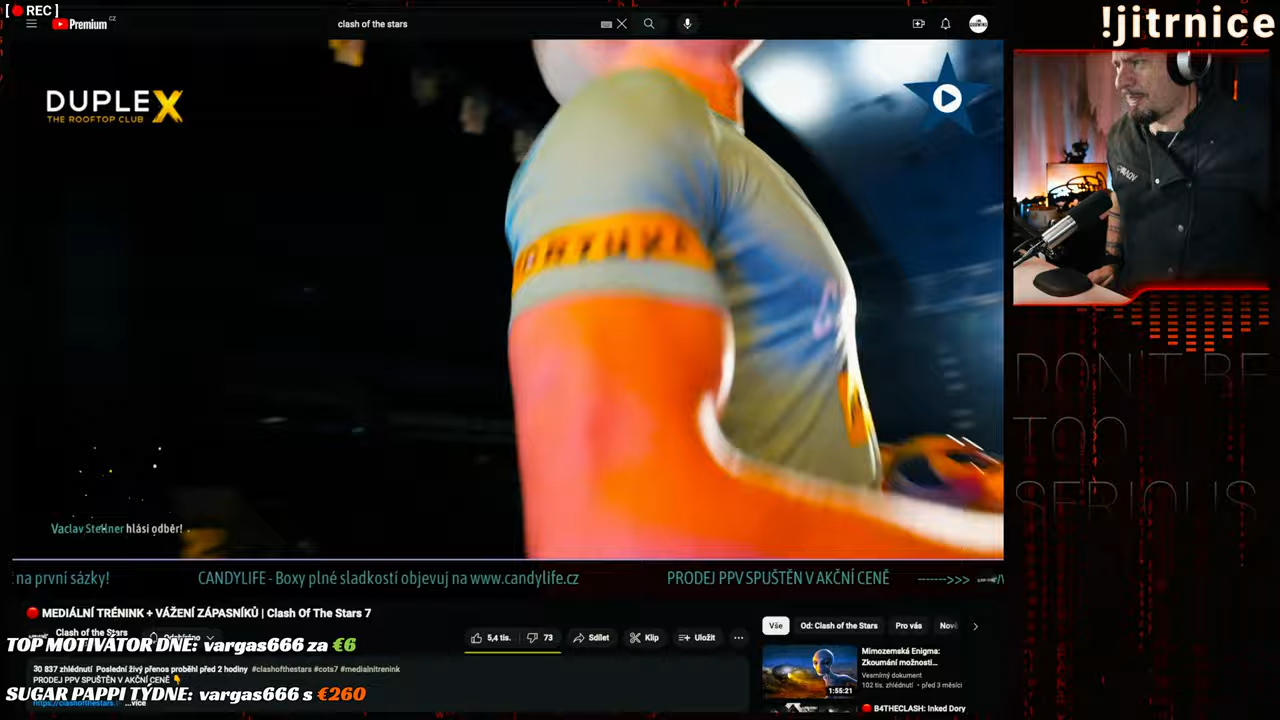 [ REC ]
Premium CZ
clash of the stars
!jitrnice
DUPLEX
THE ROOFTOP CLUB
DON'T BE
TOO
SERIOUS
Vaclav Stellner hlásí odběr!
na první sázky!
CANDYLIFE - Boxy plné sladkostí objevuj na www.candylife.cz
PRODEJ PPV SPUŠTĚN V AKČNÍ CENĚ ------->>>
🔴 MEDIÁLNÍ TRÉNINK + VÁŽENÍ ZÁPASNÍKŮ | Clash Of The Stars 7
Clash of the Stars
5,4 tis.
73
Sdílet
Klip
Uložit
TOP MOTIVÁTOR DNE: vargas666 za €6
30 837 zhlédnutí Poslední živý přenos proběhl před 2 hodiny #clashofthestars #cots7 #medialnitrenink
PRODEJ PPV SPUŠTĚN V AKČNÍ CENĚ 👇
SUGAR PAPPI TÝDNE: vargas666 s €260
...více
Vše
Od: Clash of the Stars
Pro vás
Mimozemská Enigma:
Zkoumání možností...
Vesmírný dokument
102 tis. zhlédnutí • před 3 měsíci
1:55:21
🔴 B4THECLASH: Inked Dory